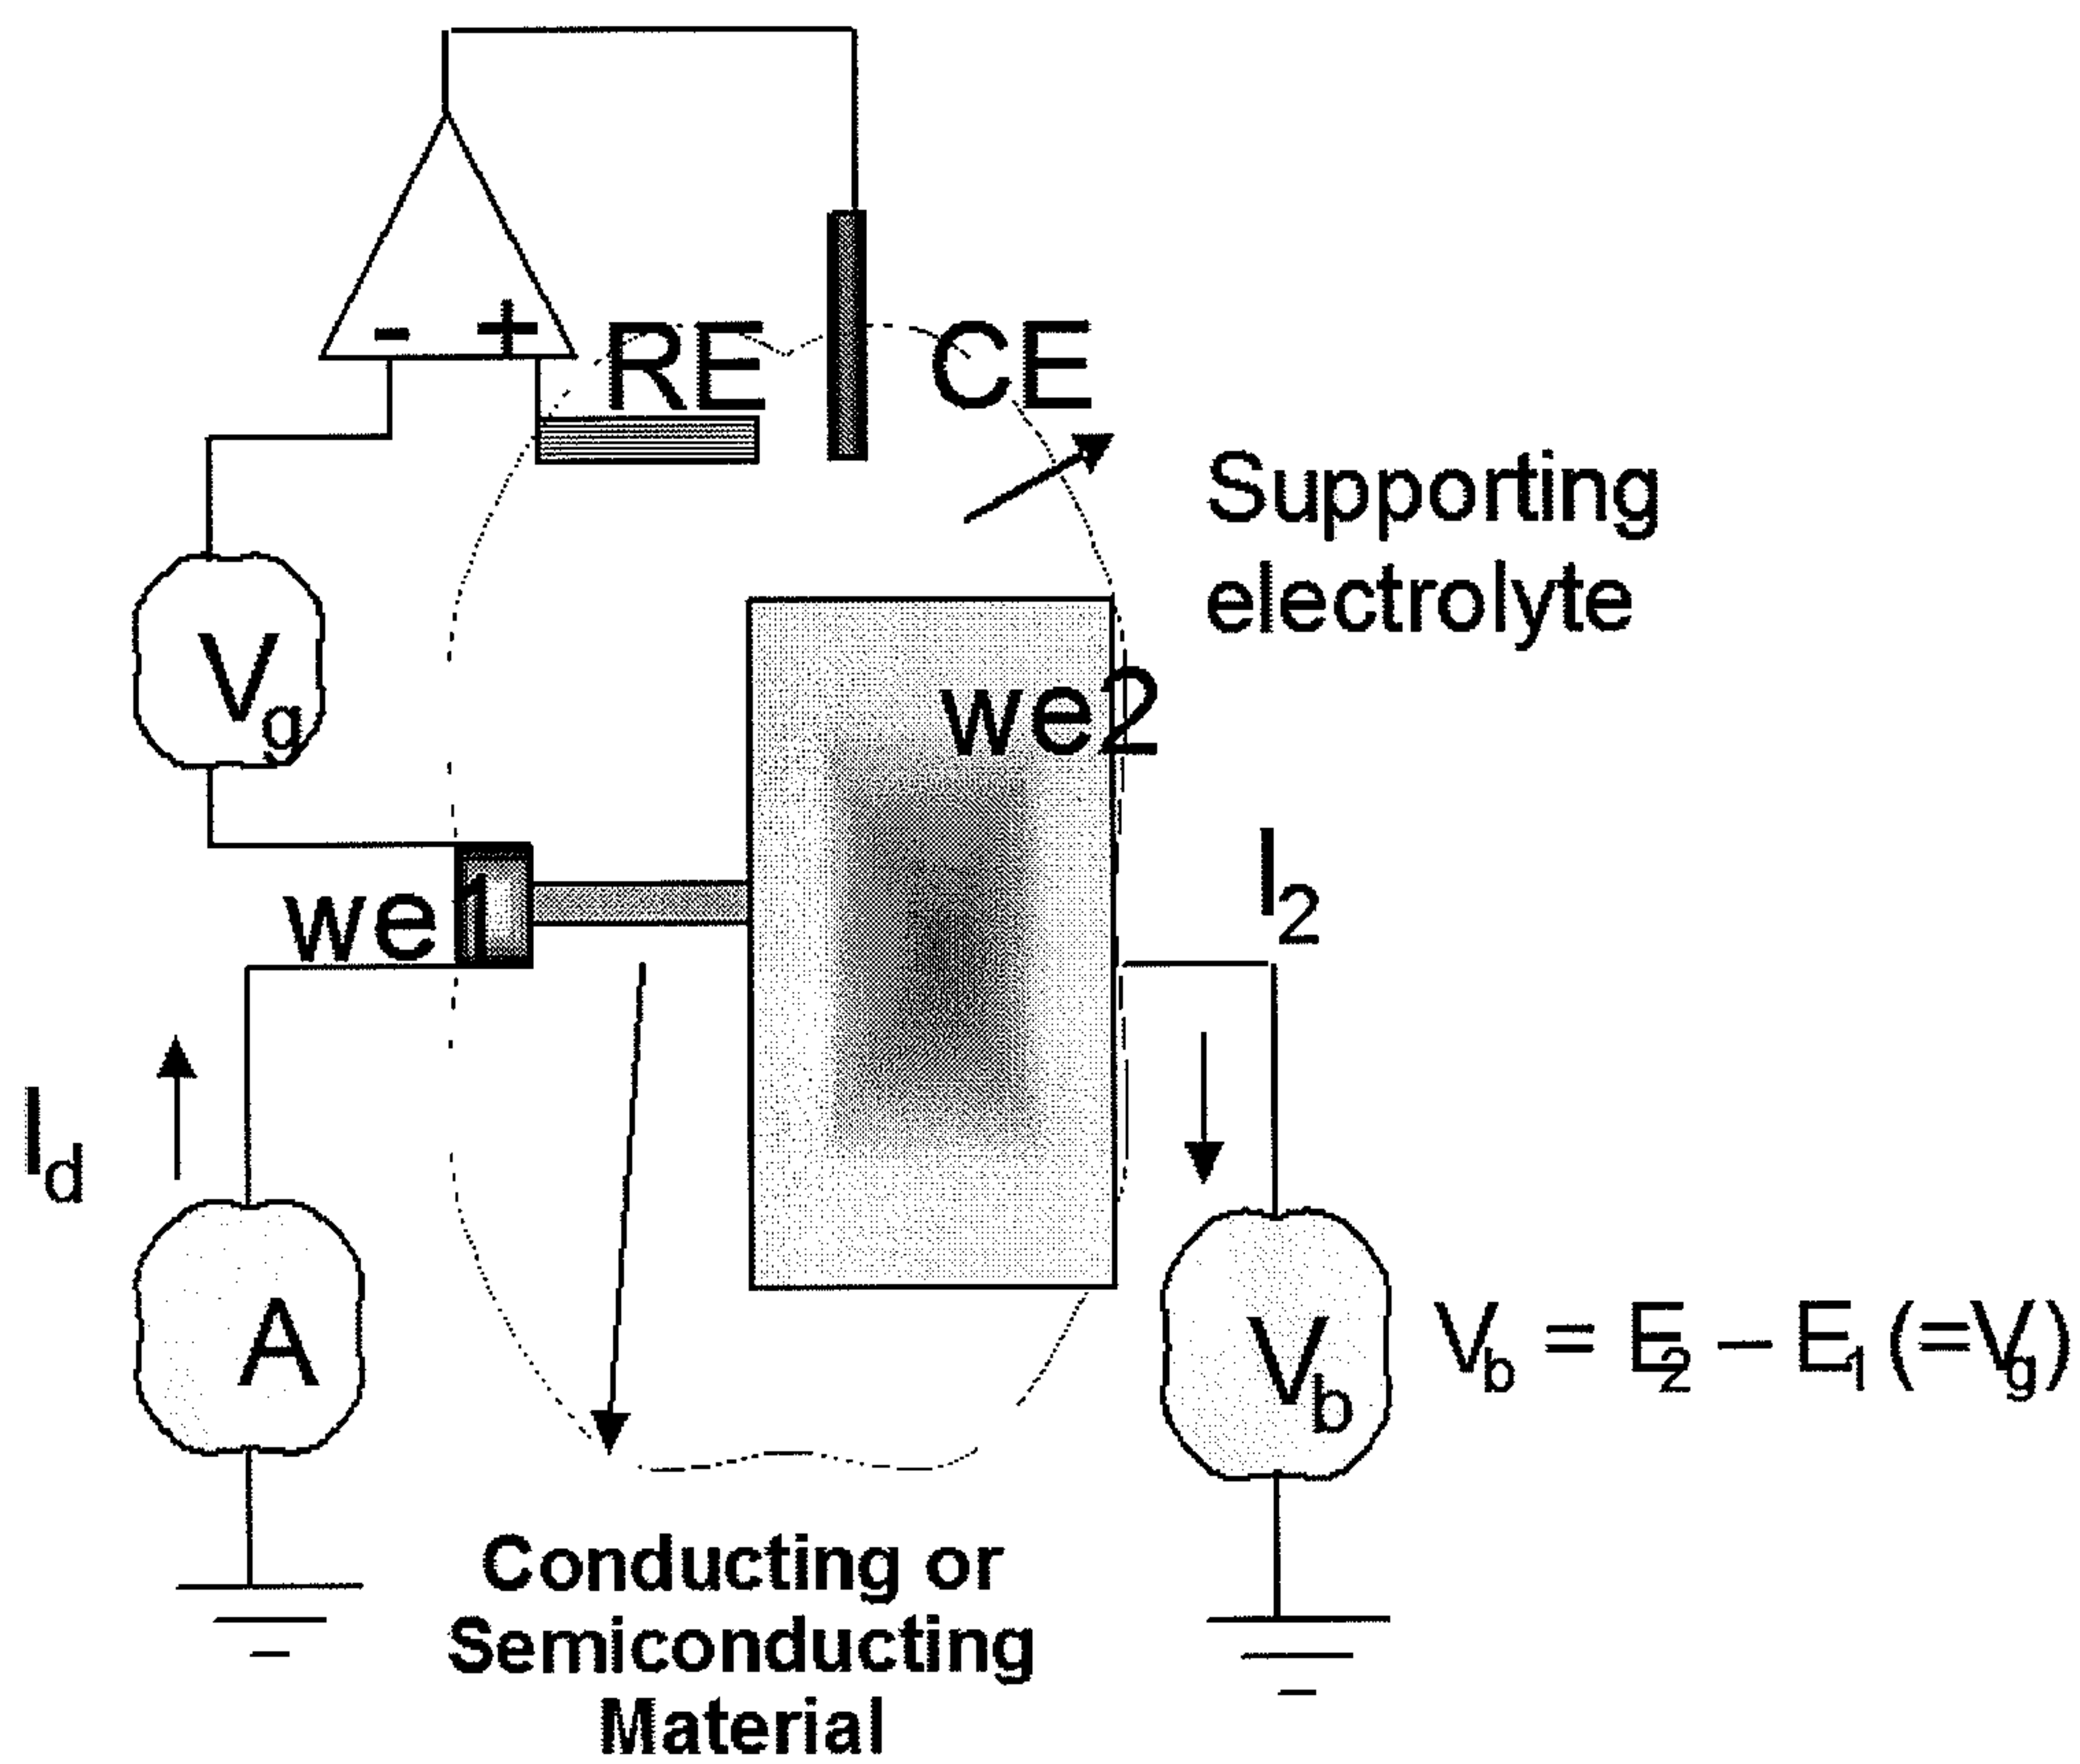 - +
RE
CE
Supporting
electrolyte
Vg
we2
we1
I2
Id
A
Vb
Vb = E2 – E1 (=Vg)
Conducting or
Semiconducting
Material